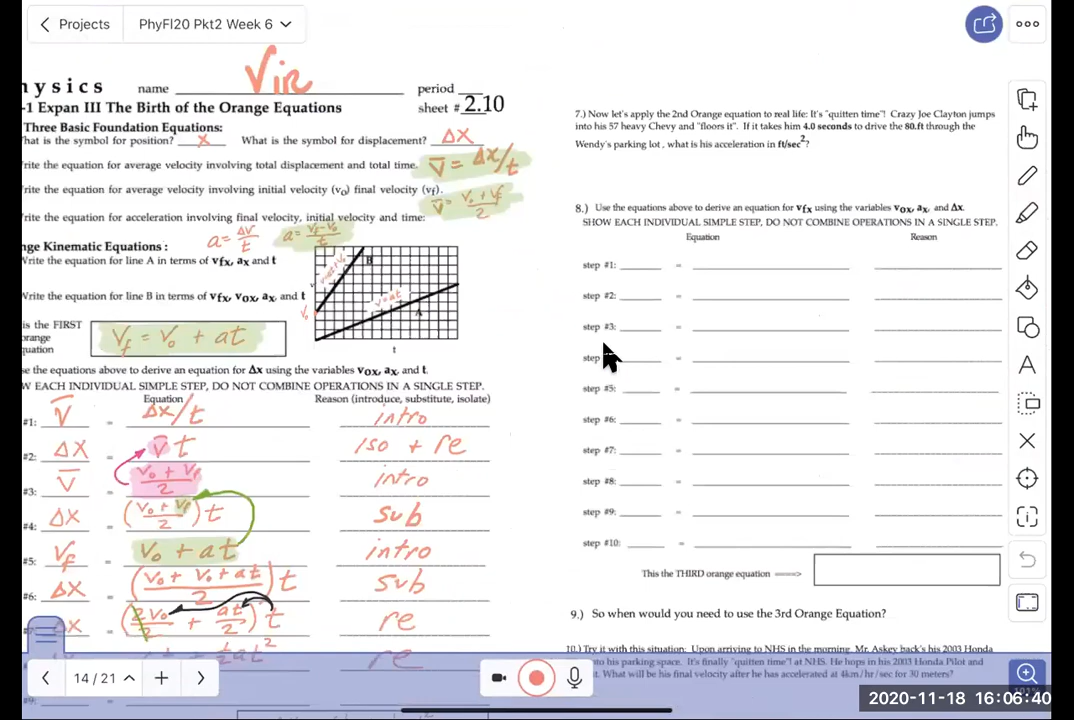 Projects
PhyFl20 Pkt2 Week 6
ysics name Vir period
-1 Expan III The Birth of the Orange Equations sheet # 2.10
Three Basic Foundation Equations:
hat is the symbol for position? x What is the symbol for displacement? ΔX
rite the equation for average velocity involving total displacement and total time. V̅ = ΔX/t
rite the equation for average velocity involving initial velocity (v₀) final velocity (vf). V̅ = (V₀ + Vf)/2
rite the equation for acceleration involving final velocity, initial velocity and time:
a = ΔV/t a = (Vf - V₀)/t
nge Kinematic Equations :
Write the equation for line A in terms of vfx, ax and t
B
v=at+v₀
v=at
A
V₀
t
Write the equation for line B in terms of vfx, vox, ax, and t
is the FIRST
orange
quation
Vf = V₀ + at
se the equations above to derive an equation for Δx using the variables vox, ax, and t.
W EACH INDIVIDUAL SIMPLE STEP, DO NOT COMBINE OPERATIONS IN A SINGLE STEP.
Equation Reason (introduce, substitute, isolate)
#1: V̅ = ΔX/t intro
#2: ΔX = V̅ t iso + re
#3: V̅ = (V₀ + Vf)/2 intro
#4: ΔX = ((V₀ + Vf)/2) t sub
#5: Vf = V₀ + at intro
#6: ΔX = ((V₀ + V₀ + at)/2) t sub
ΔX = (2V₀/2 + at/2) t re
½at² re
#9:
7.) Now let's apply the 2nd Orange equation to real life: It's "quitten time"! Crazy Joe Clayton jumps
into his 57 heavy Chevy and "floors it". If it takes him 4.0 seconds to drive the 80.ft through the
Wendy's parking lot, what is his acceleration in ft/sec²?
8.) Use the equations above to derive an equation for vfx using the variables vox, ax, and Δx.
SHOW EACH INDIVIDUAL SIMPLE STEP, DO NOT COMBINE OPERATIONS IN A SINGLE STEP.
Equation Reason
step #1: =
step #2: =
step #3: =
step =
step #5: =
step #6: =
step #7: =
step #8: =
step #9: =
step #10: =
This the THIRD orange equation ===>
9.) So when would you need to use the 3rd Orange Equation?
10.) Try it with this situation: Upon arriving to NHS in the morning, Mr. Askey back's his 2003 Honda
into his parking space. It's finally "quitten time"! at NHS. He hops in his 2003 Honda Pilot and
it. What will be his final velocity after he has accelerated at 4km/hr/sec for 30 meters?
14 / 21
2020-11-18 16:06:40